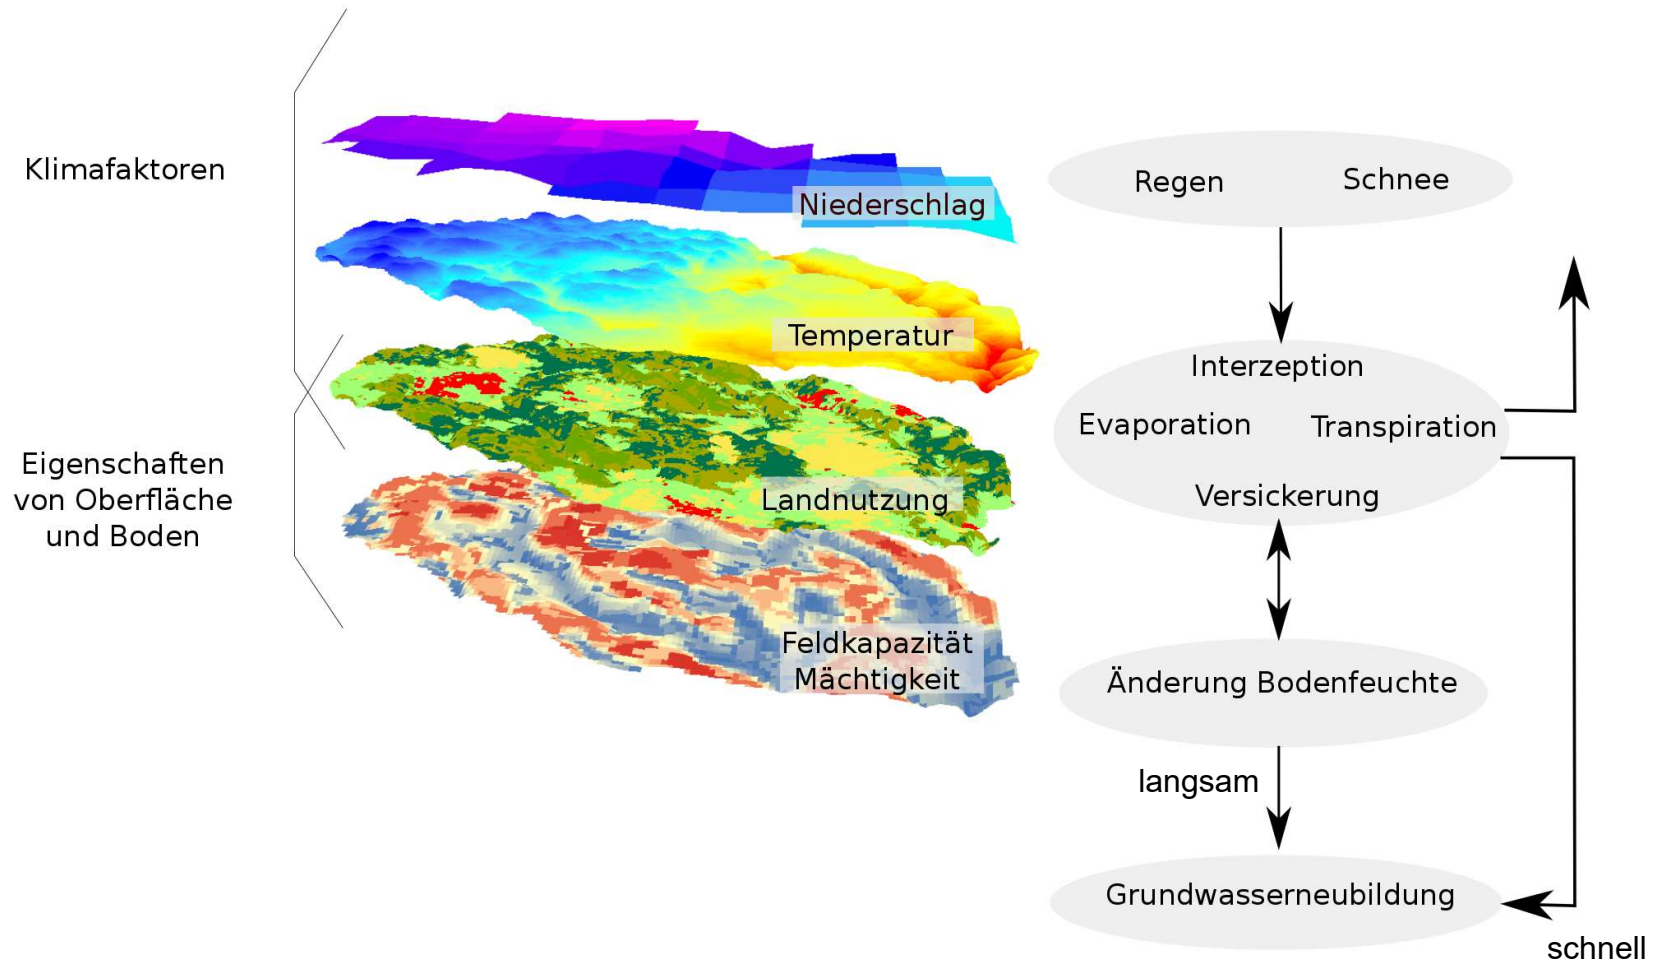 Klimafaktoren
Niederschlag
Temperatur
Eigenschaften
von Oberfläche
und Boden
Landnutzung
Feldkapazität
Mächtigkeit
Regen
Schnee
Interzeption
Evaporation
Transpiration
Versickerung
Änderung Bodenfeuchte
langsam
Grundwasserneubildung
schnell